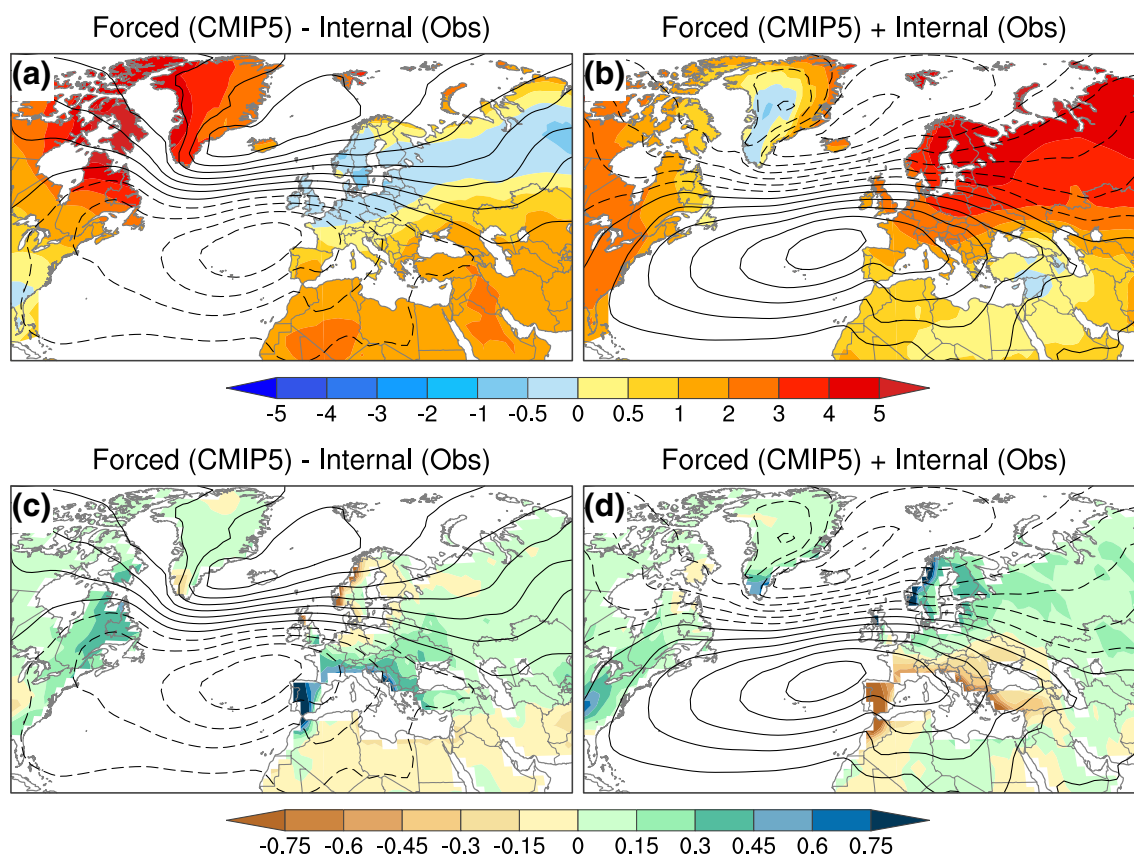 Forced (CMIP5) - Internal (Obs)
Forced (CMIP5) + Internal (Obs)
(a)
(b)
-5 -4 -3 -2 -1 -0.5 0 0.5 1 2 3 4 5
Forced (CMIP5) - Internal (Obs)
Forced (CMIP5) + Internal (Obs)
(c)
(d)
-0.75 -0.6 -0.45 -0.3 -0.15 0 0.15 0.3 0.45 0.6 0.75